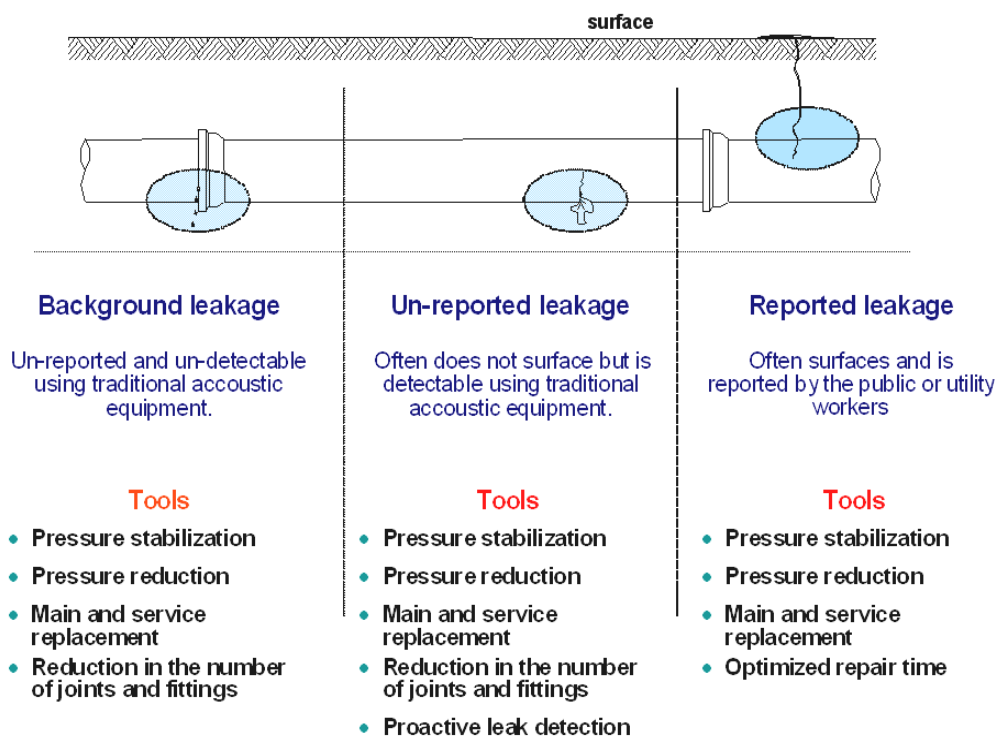 surface
Background leakage
Un-reported and un-detectable
using traditional accoustic
equipment.
Tools
• Pressure stabilization
• Pressure reduction
• Main and service
replacement
• Reduction in the number
of joints and fittings
Un-reported leakage
Often does not surface but is
detectable using traditional
accoustic equipment.
Tools
• Pressure stabilization
• Pressure reduction
• Main and service
replacement
• Reduction in the number
of joints and fittings
• Proactive leak detection
Reported leakage
Often surfaces and is
reported by the public or utility
workers
Tools
• Pressure stabilization
• Pressure reduction
• Main and service
replacement
• Optimized repair time